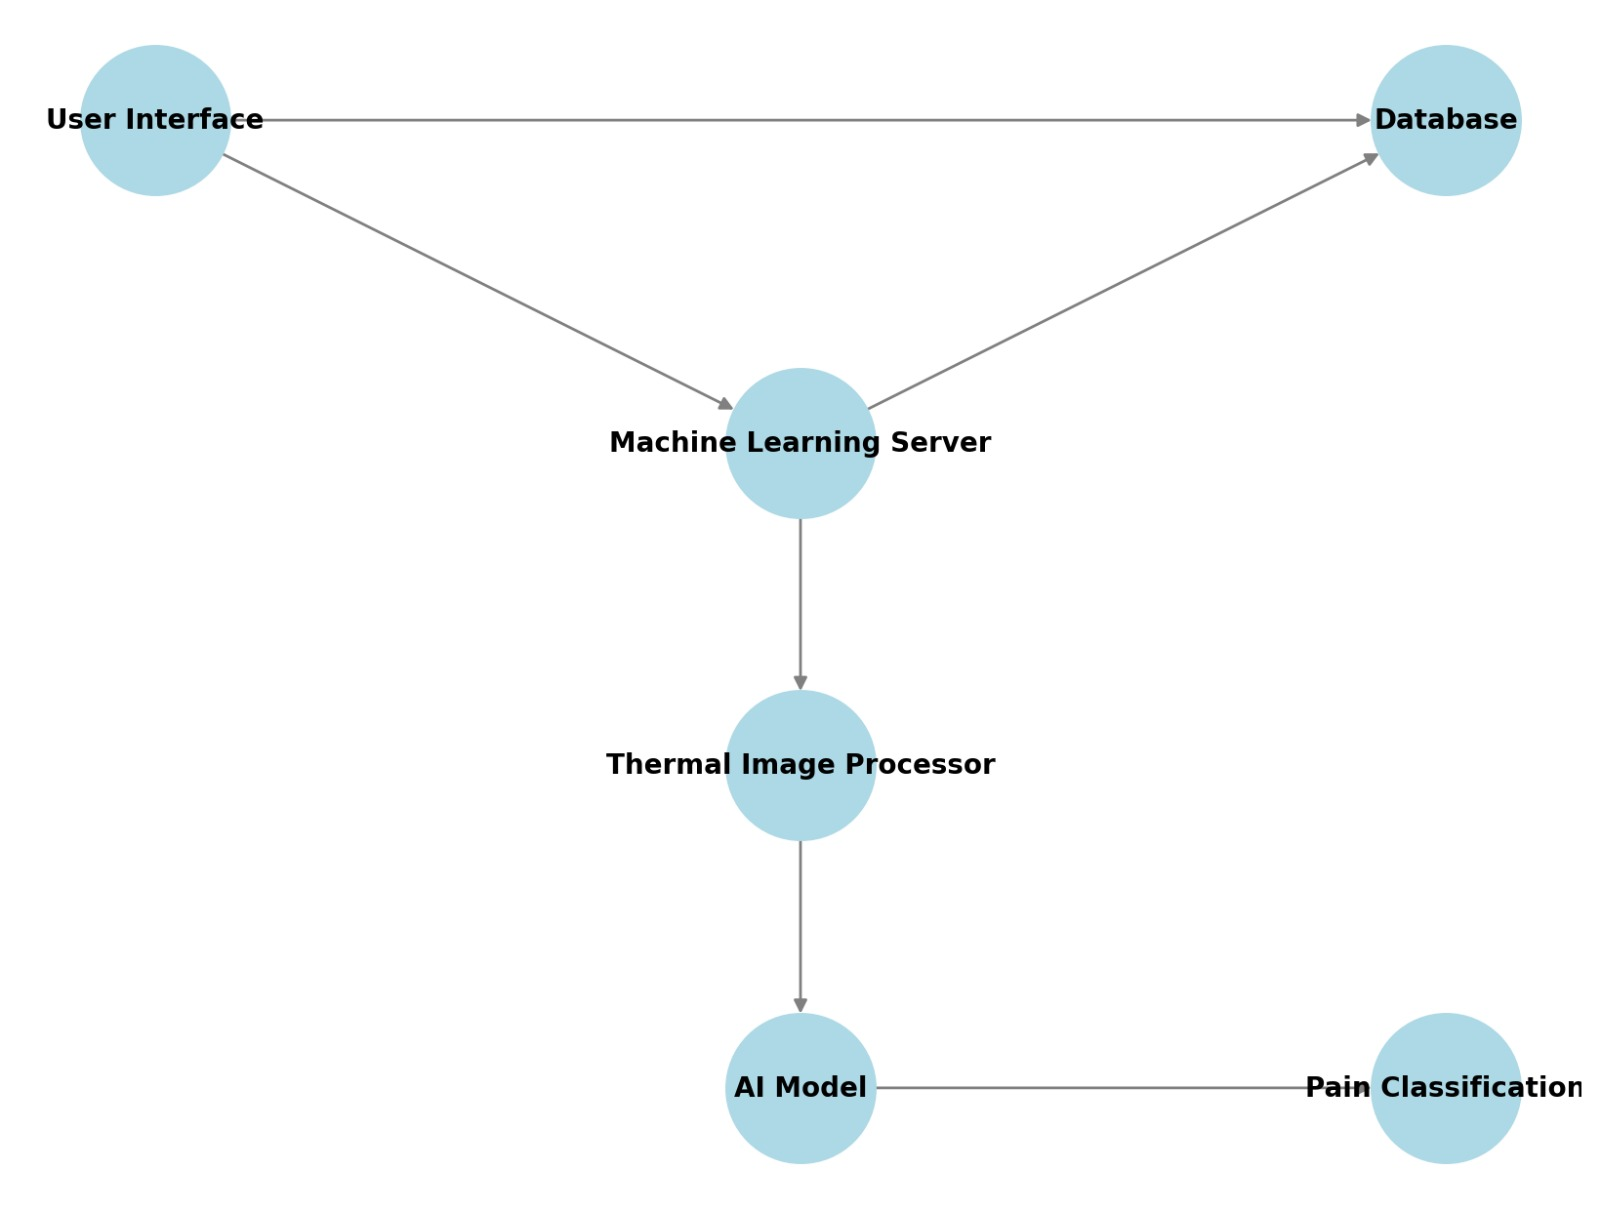 User Interface
Database
Machine Learning Server
Thermal Image Processor
AI Model
Pain Classification